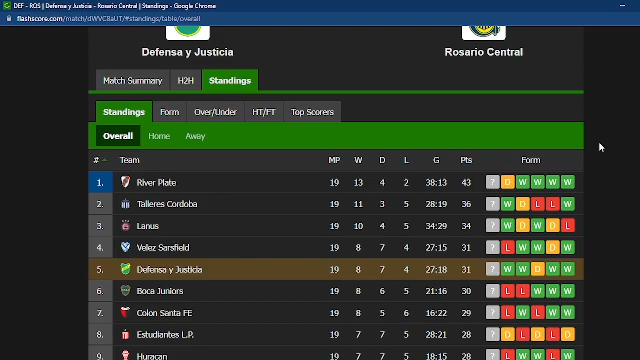 DEF - ROS | Defensa y Justicia - Rosario Central | Standings - Google Chrome
flashscore.com/match/dWVC8aUT/#standings/table/overall
Defensa y Justicia Rosario Central
Match Summary H2H Standings
Standings Form Over/Under HT/FT Top Scorers
Overall Home Away
# Team MP W D L G Pts Form
1. River Plate 19 13 4 2 38:13 43 ? D W W W W
2. Talleres Cordoba 19 11 3 5 28:19 36 ? W D L L W
3. Lanus 19 10 4 5 34:29 34 ? W D W D L
4. Velez Sarsfield 19 8 7 4 27:15 31 ? L W W D W
5. Defensa y Justicia 19 8 7 4 27:18 31 ? W W D W W
6. Boca Juniors 19 8 6 5 21:16 30 ? L L W W W
7. Colon Santa FE 19 8 5 6 16:22 29 ? L W L W W
8. Estudiantes L.P. 19 7 7 5 28:21 28 ? D L D L D
9. Huracan 19 7 7 5 18:15 28 ? W W L W W